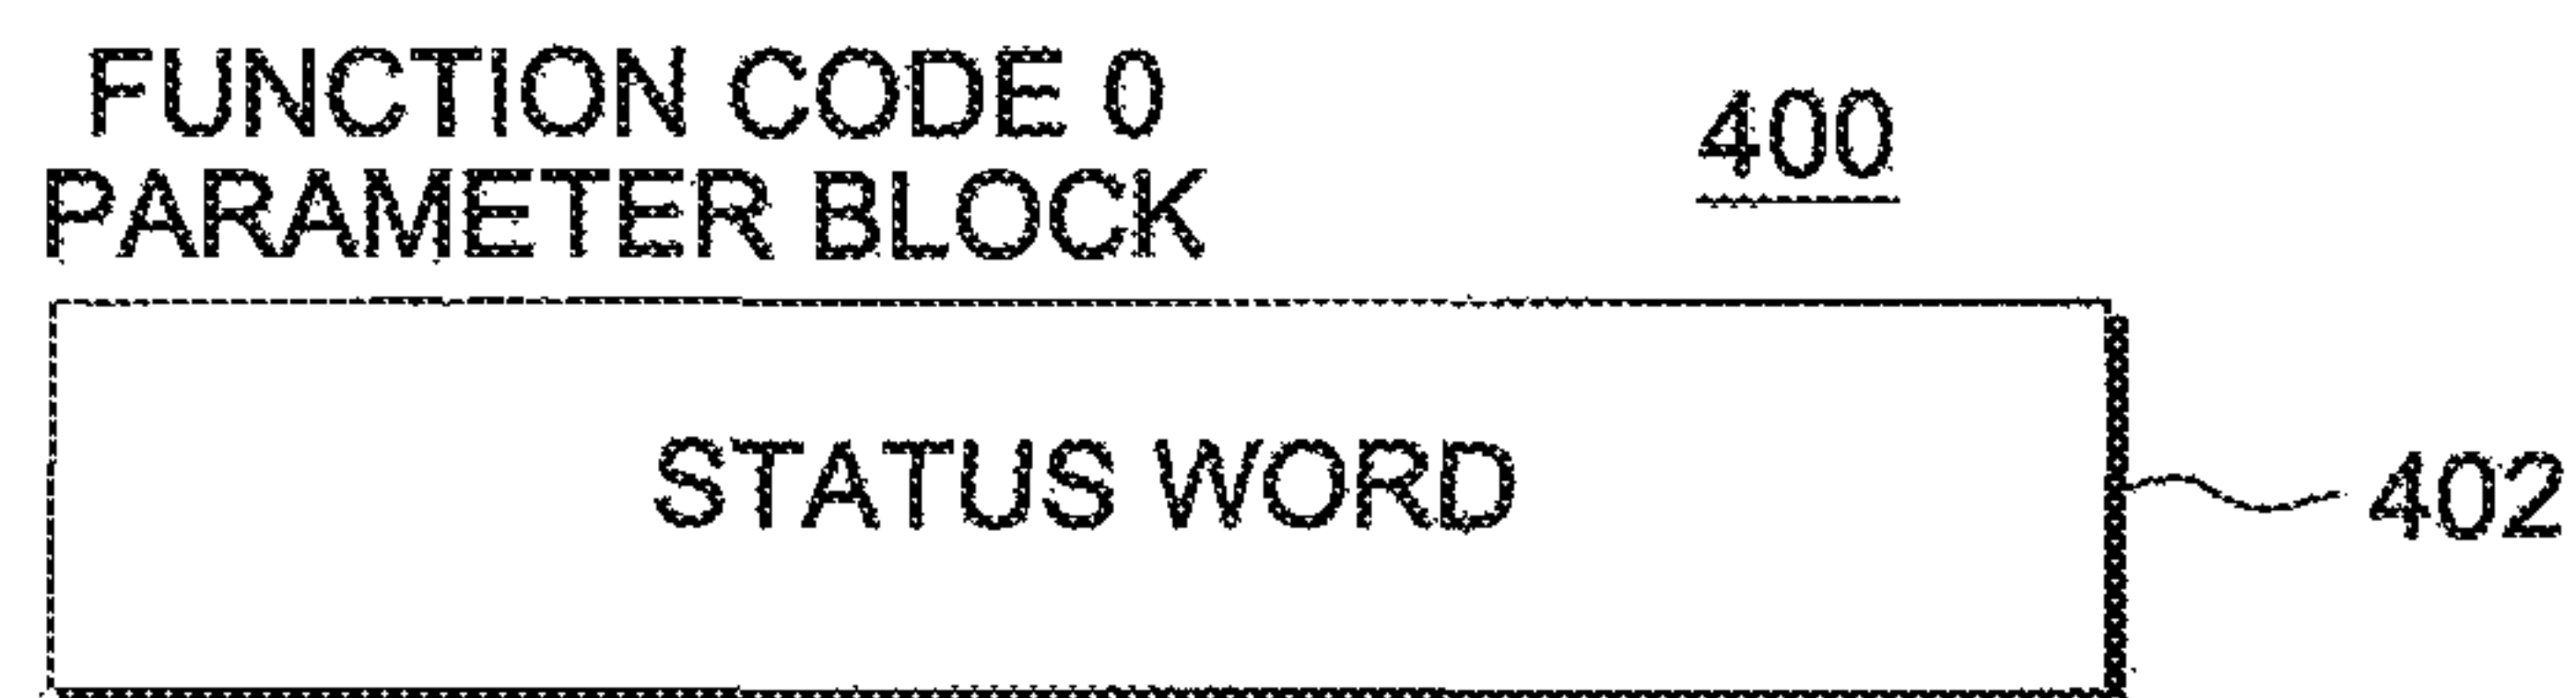 FUNCTION CODE 0
PARAMETER BLOCK
400
STATUS WORD
402